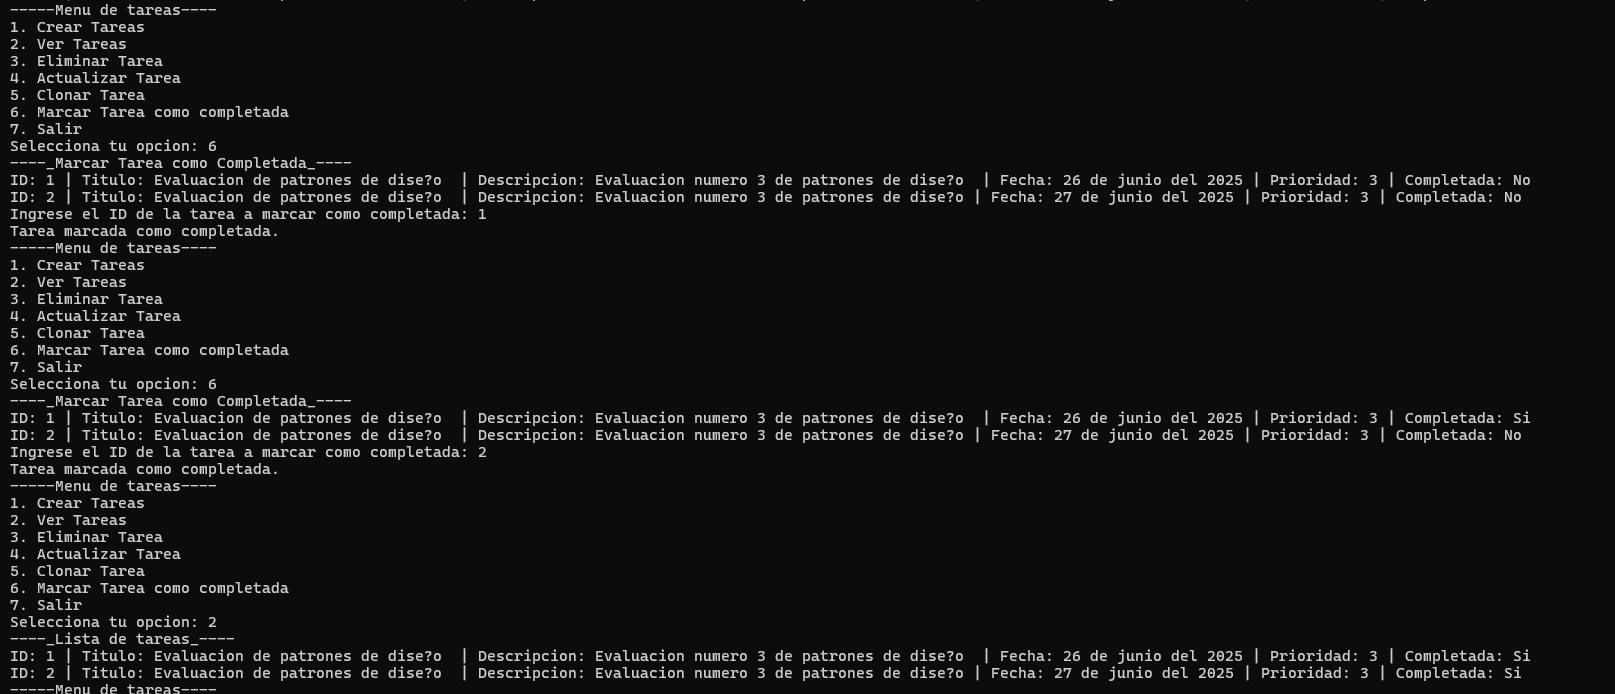 -----Menu de tareas----
1. Crear Tareas
2. Ver Tareas
3. Eliminar Tarea
4. Actualizar Tarea
5. Clonar Tarea
6. Marcar Tarea como completada
7. Salir
Selecciona tu opcion: 6
----_Marcar Tarea como Completada_----
ID: 1 | Titulo: Evaluacion de patrones de dise?o  | Descripcion: Evaluacion numero 3 de patrones de dise?o  | Fecha: 26 de junio del 2025 | Prioridad: 3 | Completada: No
ID: 2 | Titulo: Evaluacion de patrones de dise?o  | Descripcion: Evaluacion numero 3 de patrones de dise?o | Fecha: 27 de junio del 2025 | Prioridad: 3 | Completada: No
Ingrese el ID de la tarea a marcar como completada: 1
Tarea marcada como completada.
-----Menu de tareas----
1. Crear Tareas
2. Ver Tareas
3. Eliminar Tarea
4. Actualizar Tarea
5. Clonar Tarea
6. Marcar Tarea como completada
7. Salir
Selecciona tu opcion: 6
----_Marcar Tarea como Completada_----
ID: 1 | Titulo: Evaluacion de patrones de dise?o  | Descripcion: Evaluacion numero 3 de patrones de dise?o  | Fecha: 26 de junio del 2025 | Prioridad: 3 | Completada: Si
ID: 2 | Titulo: Evaluacion de patrones de dise?o  | Descripcion: Evaluacion numero 3 de patrones de dise?o | Fecha: 27 de junio del 2025 | Prioridad: 3 | Completada: No
Ingrese el ID de la tarea a marcar como completada: 2
Tarea marcada como completada.
-----Menu de tareas----
1. Crear Tareas
2. Ver Tareas
3. Eliminar Tarea
4. Actualizar Tarea
5. Clonar Tarea
6. Marcar Tarea como completada
7. Salir
Selecciona tu opcion: 2
----_Lista de tareas_----
ID: 1 | Titulo: Evaluacion de patrones de dise?o  | Descripcion: Evaluacion numero 3 de patrones de dise?o  | Fecha: 26 de junio del 2025 | Prioridad: 3 | Completada: Si
ID: 2 | Titulo: Evaluacion de patrones de dise?o  | Descripcion: Evaluacion numero 3 de patrones de dise?o | Fecha: 27 de junio del 2025 | Prioridad: 3 | Completada: Si
-----Menu de tareas----